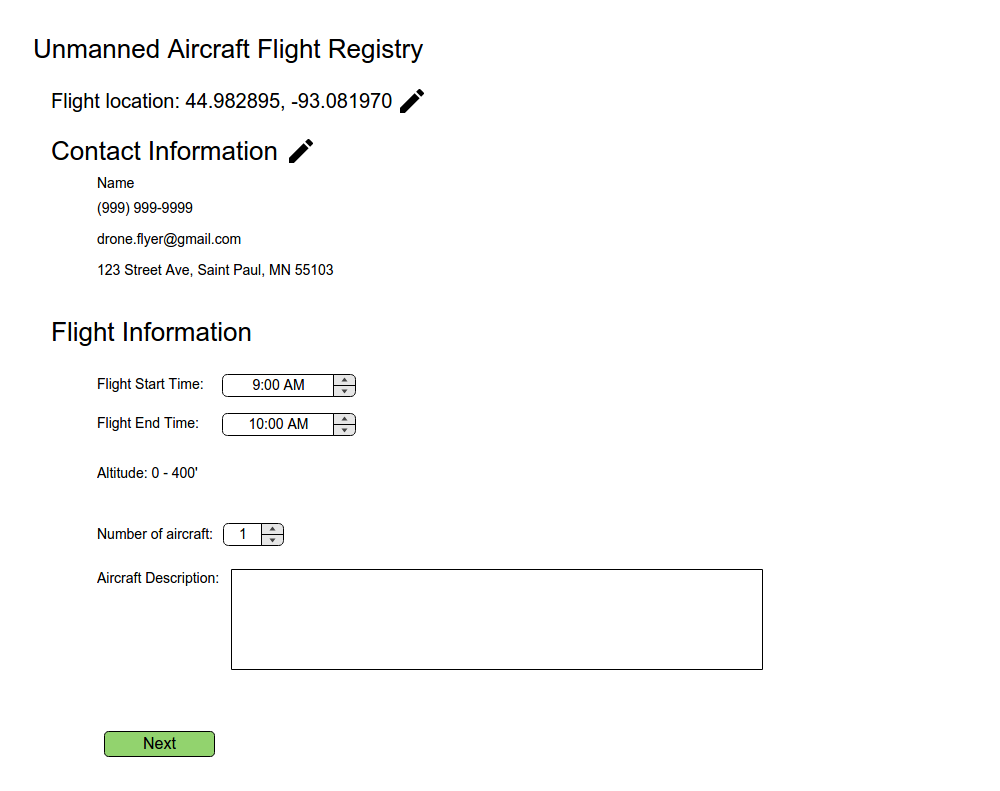 Unmanned Aircraft Flight Registry
Flight location: 44.982895, -93.081970
Contact Information
Name
(999) 999-9999
drone.flyer@gmail.com
123 Street Ave, Saint Paul, MN 55103
Flight Information
Flight Start Time: 9:00 AM
Flight End Time: 10:00 AM
Altitude: 0 - 400'
Number of aircraft: 1
Aircraft Description:
Next